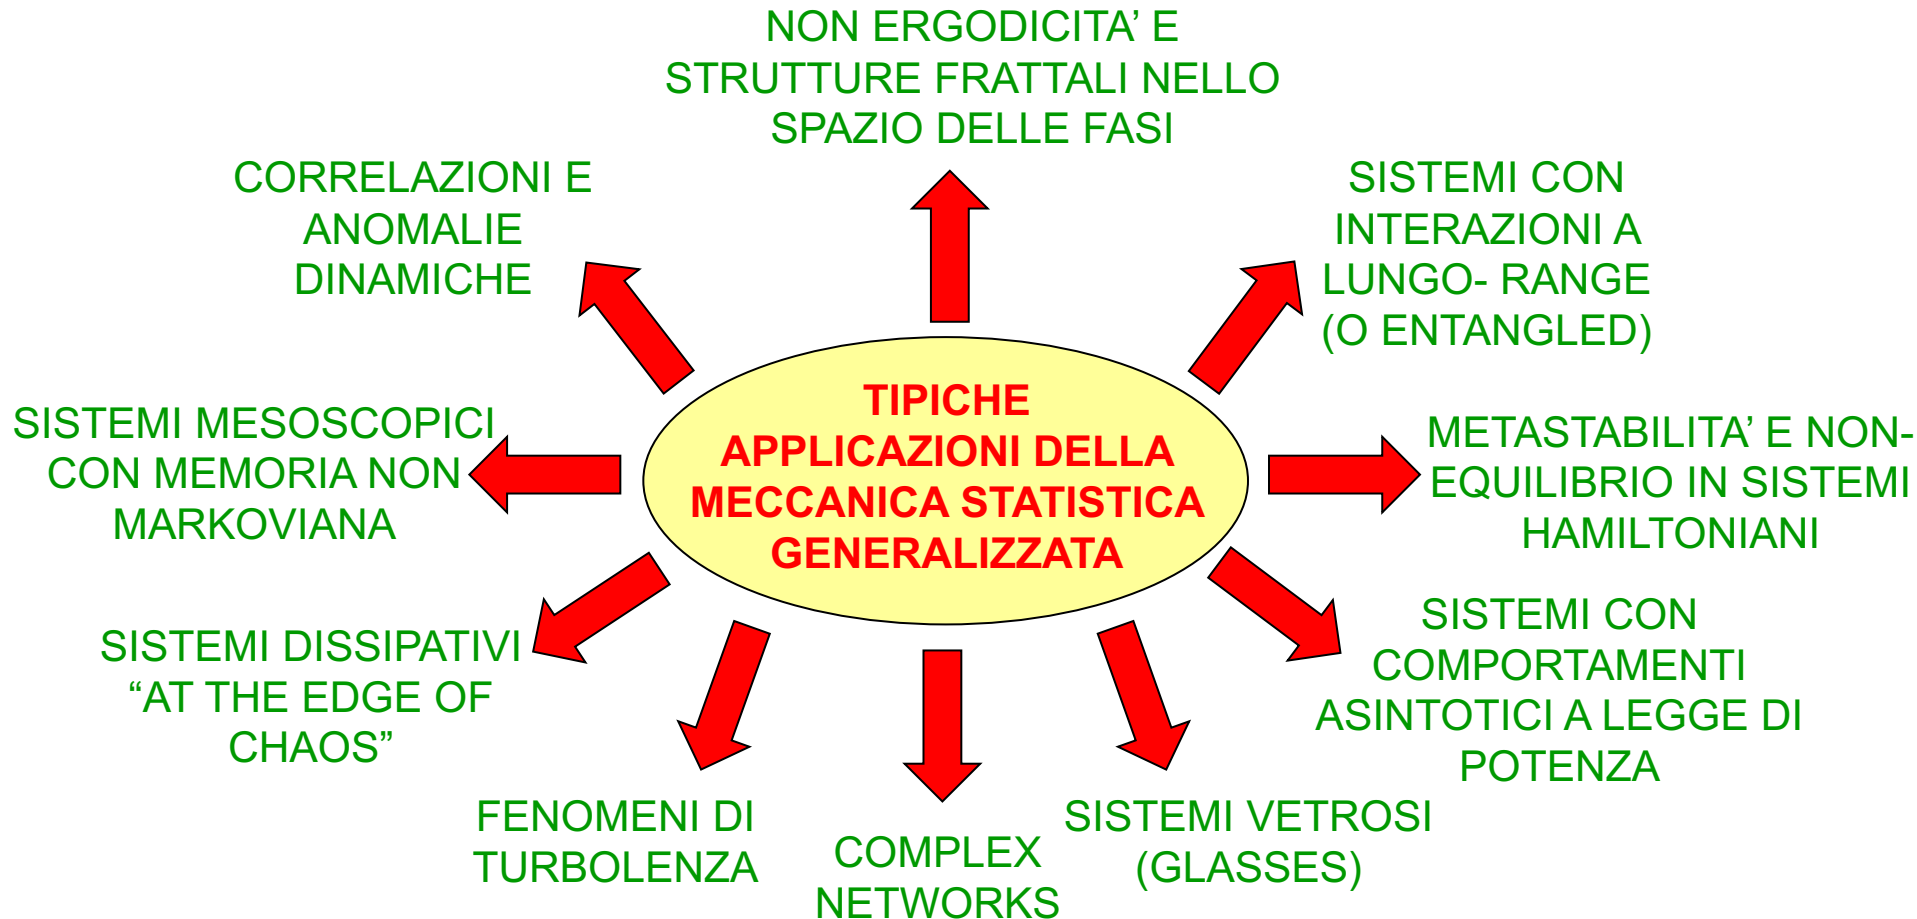 NON ERGODICITA’ E
STRUTTURE FRATTALI NELLO
SPAZIO DELLE FASI
CORRELAZIONI E
ANOMALIE
DINAMICHE
SISTEMI CON
INTERAZIONI A
LUNGO- RANGE
(O ENTANGLED)
TIPICHE
APPLICAZIONI DELLA
MECCANICA STATISTICA
GENERALIZZATA
SISTEMI MESOSCOPICI
CON MEMORIA NON
MARKOVIANA
METASTABILITA’ E NON-
EQUILIBRIO IN SISTEMI
HAMILTONIANI
SISTEMI DISSIPATIVI
“AT THE EDGE OF
CHAOS”
SISTEMI CON
COMPORTAMENTI
ASINTOTICI A LEGGE DI
POTENZA
FENOMENI DI
TURBOLENZA
COMPLEX
NETWORKS
SISTEMI VETROSI
(GLASSES)